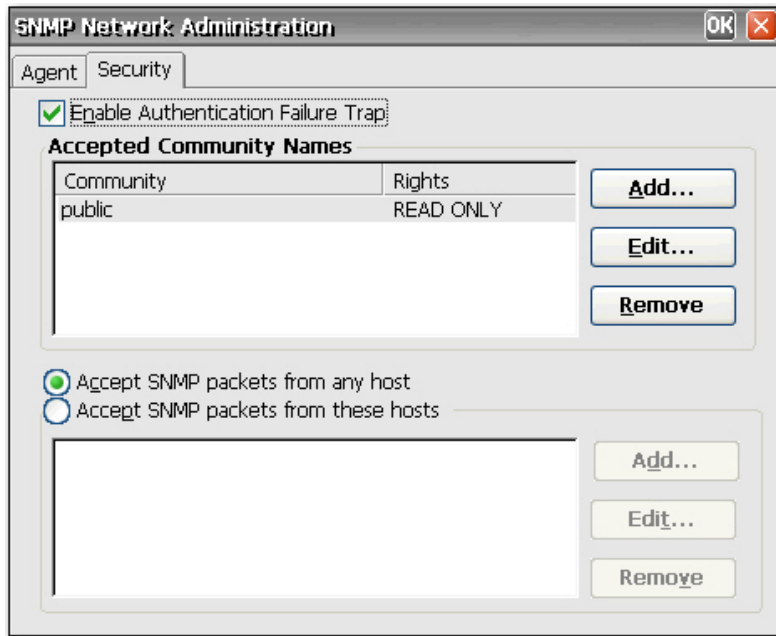 SNMP Network Administration OK
Agent Security
Enable Authentication Failure Trap
Accepted Community Names
Community Rights
public READ ONLY
Add...
Edit...
Remove
Accept SNMP packets from any host
Accept SNMP packets from these hosts
Add...
Edit...
Remove